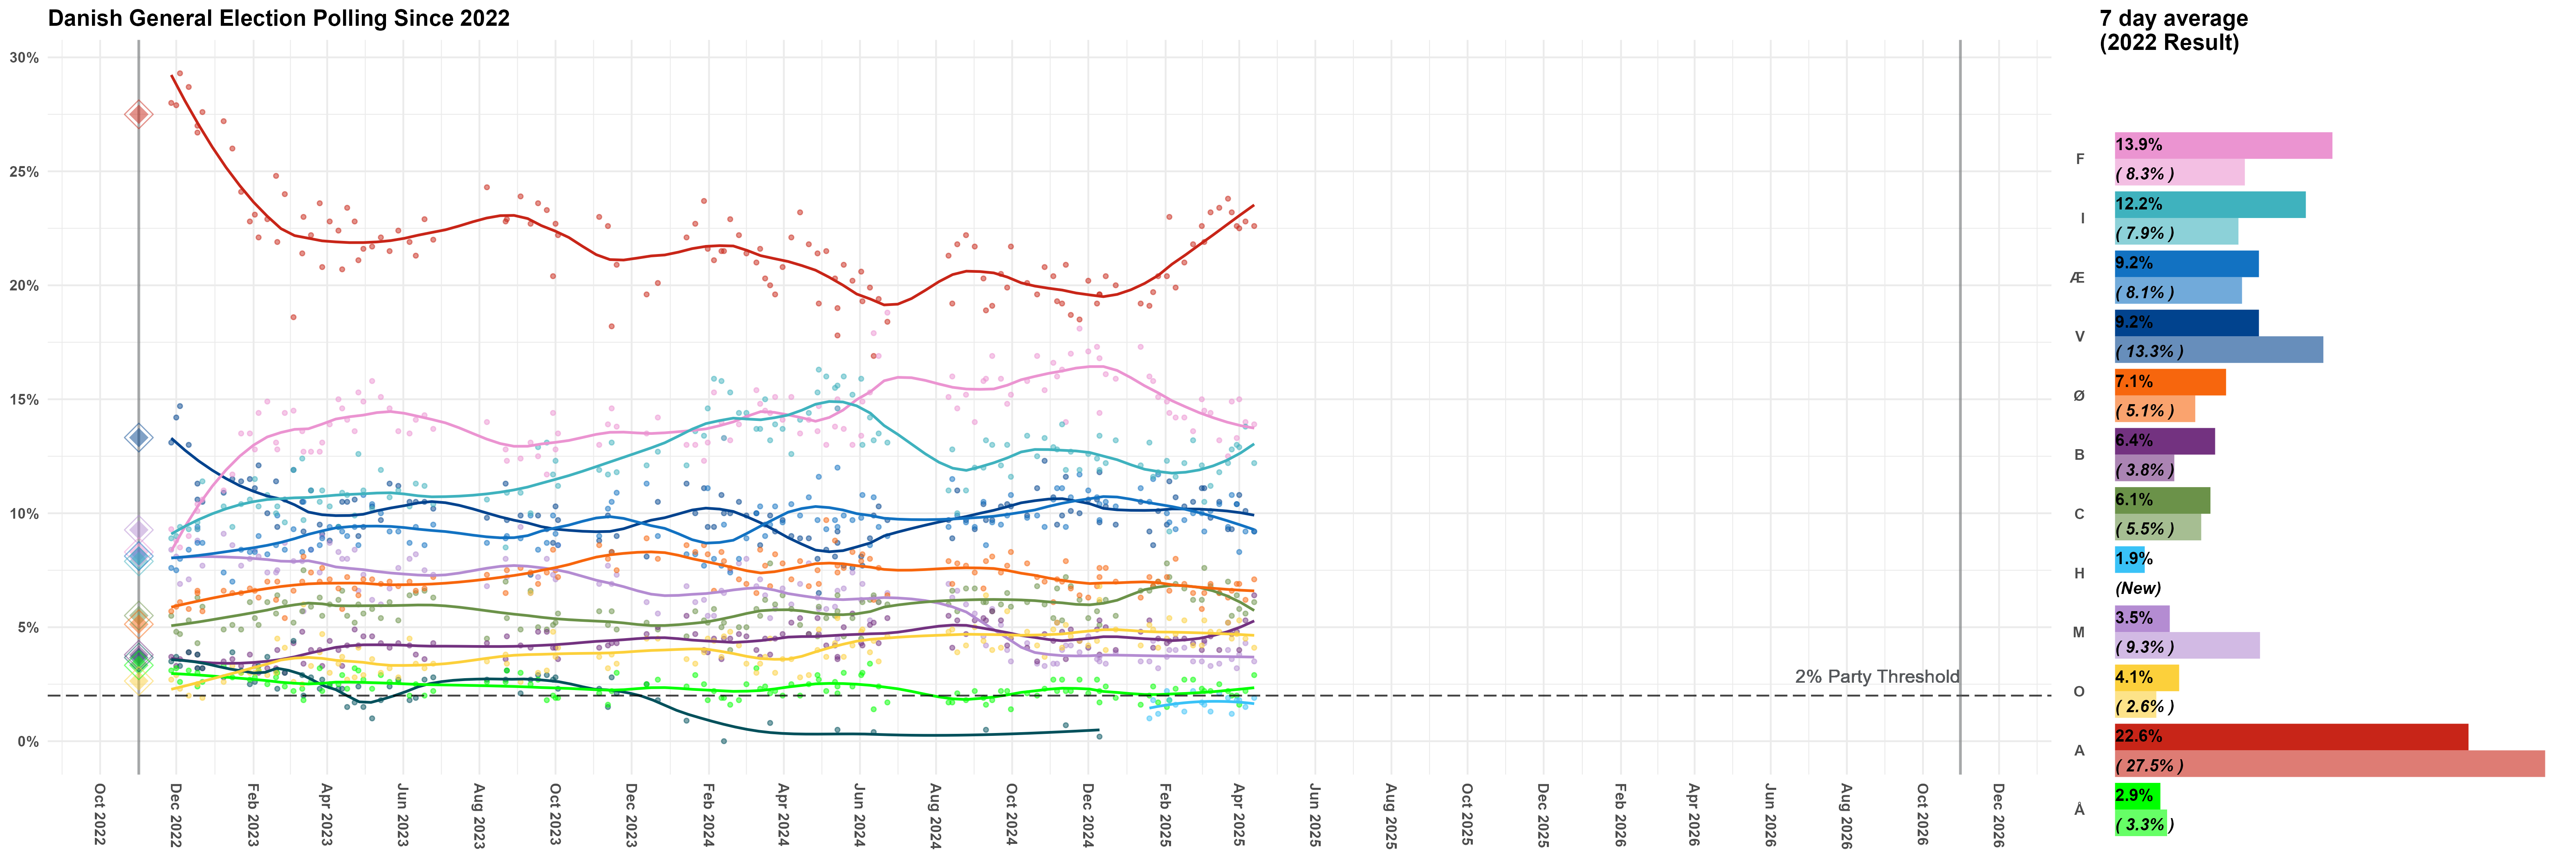 Danish General Election Polling Since 2022
30%
25%
20%
15%
10%
5%
0%
2% Party Threshold
Oct 2022
Dec 2022
Feb 2023
Apr 2023
Jun 2023
Aug 2023
Oct 2023
Dec 2023
Feb 2024
Apr 2024
Jun 2024
Aug 2024
Oct 2024
Dec 2024
Feb 2025
Apr 2025
Jun 2025
Aug 2025
Oct 2025
Dec 2025
Feb 2026
Apr 2026
Jun 2026
Aug 2026
Oct 2026
Dec 2026
7 day average
(2022 Result)
F
13.9%
( 8.3% )
I
12.2%
( 7.9% )
Æ
9.2%
( 8.1% )
V
9.2%
( 13.3% )
Ø
7.1%
( 5.1% )
B
6.4%
( 3.8% )
C
6.1%
( 5.5% )
H
1.9%
(New)
M
3.5%
( 9.3% )
O
4.1%
( 2.6% )
A
22.6%
( 27.5% )
Å
2.9%
( 3.3% )